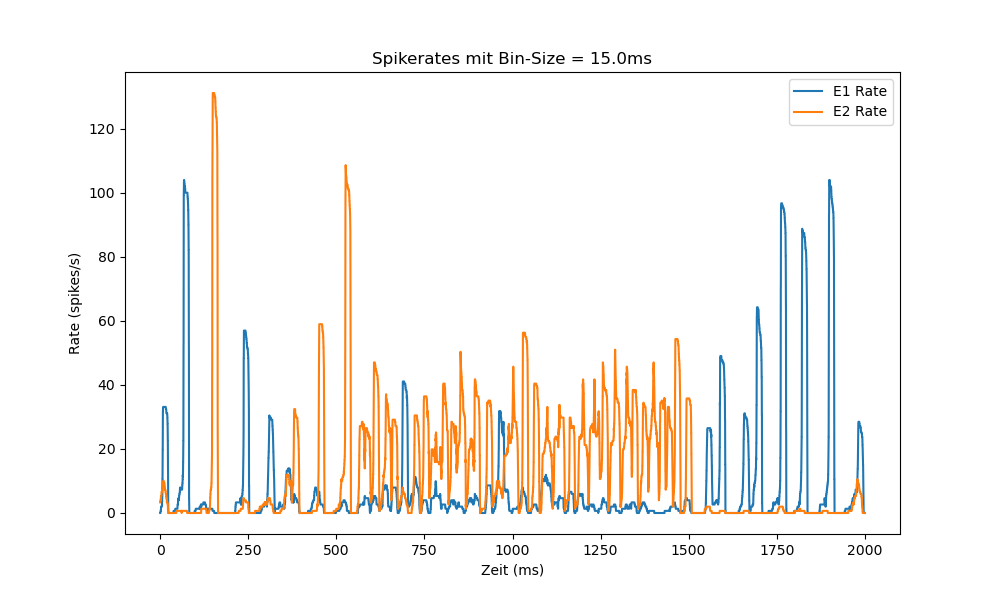 Spikerates mit Bin-Size = 15.0ms
E1 Rate
E2 Rate
Rate (spikes/s)
120
100
80
60
40
20
0
0 250 500 750 1000 1250 1500 1750 2000
Zeit (ms)